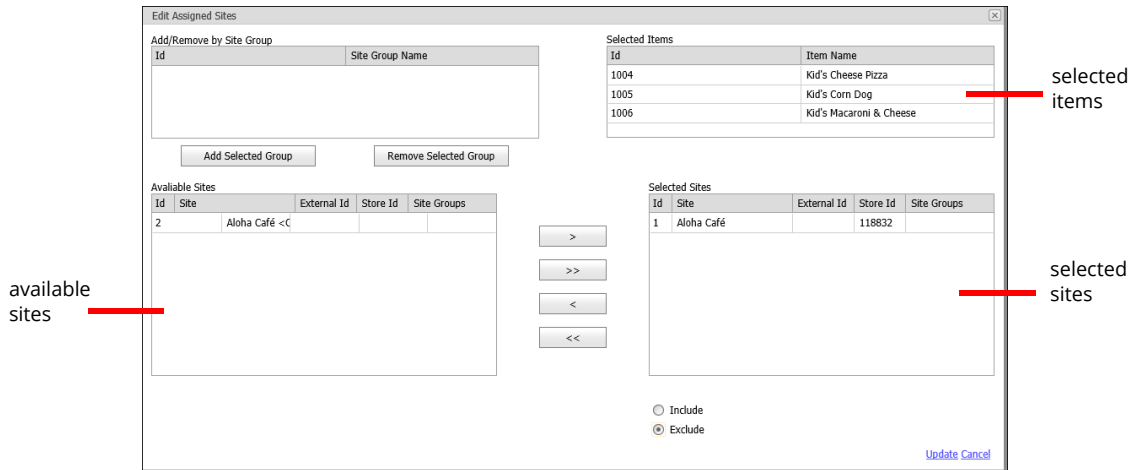 Edit Assigned Sites
Add/Remove by Site Group
Id Site Group Name
Add Selected Group Remove Selected Group
Selected Items
Id Item Name
1004 Kid's Cheese Pizza
1005 Kid's Corn Dog
1006 Kid's Macaroni & Cheese
selected
items
Avaliable Sites
Id Site External Id Store Id Site Groups
2 Aloha Café <C
available
sites
>
>>
<
<<
Selected Sites
Id Site External Id Store Id Site Groups
1 Aloha Café 118832
selected
sites
Include
Exclude
Update Cancel